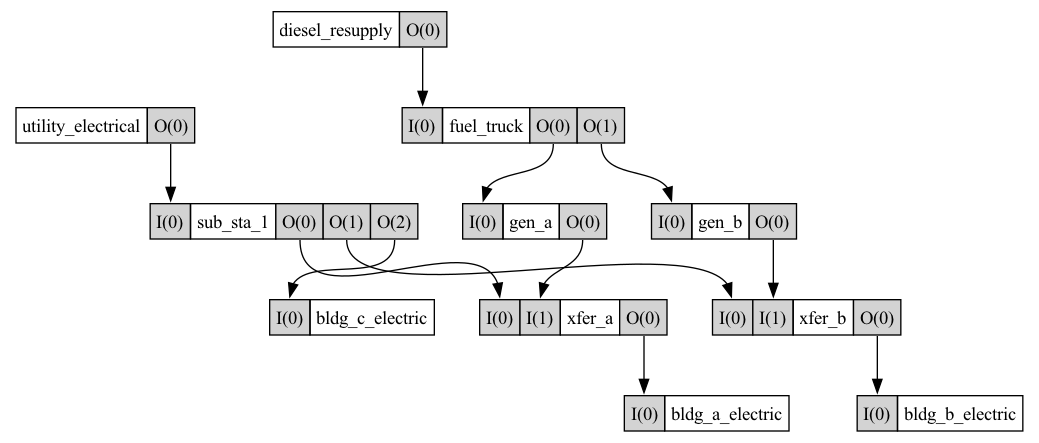 diesel_resupply O(0)
utility_electrical O(0)
I(0) fuel_truck O(0) O(1)
I(0) sub_sta_1 O(0) O(1) O(2)
I(0) gen_a O(0)
I(0) gen_b O(0)
I(0) bldg_c_electric
I(0) I(1) xfer_a O(0)
I(0) I(1) xfer_b O(0)
I(0) bldg_a_electric
I(0) bldg_b_electric